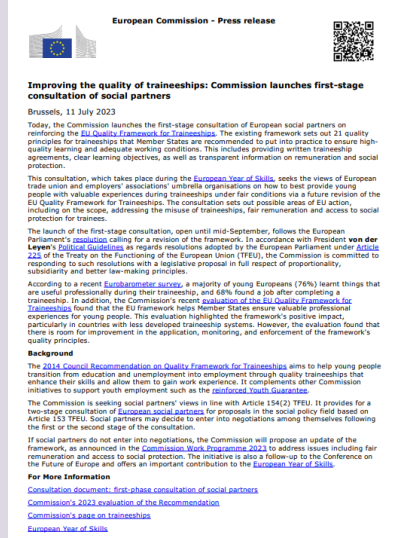 European Commission - Press release
Improving the quality of traineeships: Commission launches first-stage
consultation of social partners
Brussels, 11 July 2023
Today, the Commission launches the first-stage consultation of European social partners on
reinforcing the EU Quality Framework for Traineeships. The existing framework sets out 21 quality
principles for traineeships that Member States are recommended to put into practice to ensure high-
quality learning and adequate working conditions. This includes providing written traineeship
agreements, clear learning objectives, as well as transparent information on remuneration and social
protection.
This consultation, which takes place during the European Year of Skills, seeks the views of European
trade union and employers' associations' umbrella organisations on how to best provide young
people with valuable experiences during traineeships via a future revision of the
EU Quality Framework for Traineeships. The consultation sets out possible areas of EU action,
including on the scope, addressing the misuse of traineeships, fair remuneration and access to social
protection for trainees.
The launch of the first-stage consultation, open until mid-September, follows the European
Parliament's resolution calling for a revision of the framework. In accordance with President von der
Leyen's Political Guidelines as regards resolutions adopted by the European Parliament under Article
225 of the Treaty on the Functioning of the European Union (TFEU), the Commission is committed to
responding to such resolutions with a legislative proposal in full respect of proportionality,
subsidiarity and better law-making principles.
According to a recent Eurobarometer survey, a majority of young Europeans (76%) learnt things that
are useful professionally during their traineeship, and 68% found a job after completing a
traineeship. In addition, the Commission's recent evaluation of the EU Quality Framework for
Traineeships found that the EU framework helps Member States ensure valuable professional
experiences for young people. This evaluation highlighted the framework's positive impact,
particularly in countries with less developed traineeship systems. However, the evaluation found that
there is room for improvement in the application, monitoring, and enforcement of the framework's
quality principles.
Background
The 2014 Council Recommendation on Quality Framework for Traineeships aims to help young people
transition from education and unemployment into employment through quality traineeships that
enhance their skills and allow them to gain work experience. It complements other Commission
initiatives to support youth employment such as the reinforced Youth Guarantee.
The Commission is seeking social partners' views in line with Article 154(2) TFEU. It provides for a
two-stage consultation of European social partners for proposals in the social policy field based on
Article 153 TFEU. Social partners may decide to enter into negotiations among themselves following
the first or the second stage of the consultation.
If social partners do not enter into negotiations, the Commission will propose an update of the
framework, as announced in the Commission Work Programme 2023 to address issues including fair
remuneration and access to social protection. The initiative is also a follow-up to the Conference on
the Future of Europe and offers an important contribution to the European Year of Skills.
For More Information
Consultation document: first-phase consultation of social partners
Commission's 2023 evaluation of the Recommendation
Commission's page on traineeships
European Year of Skills